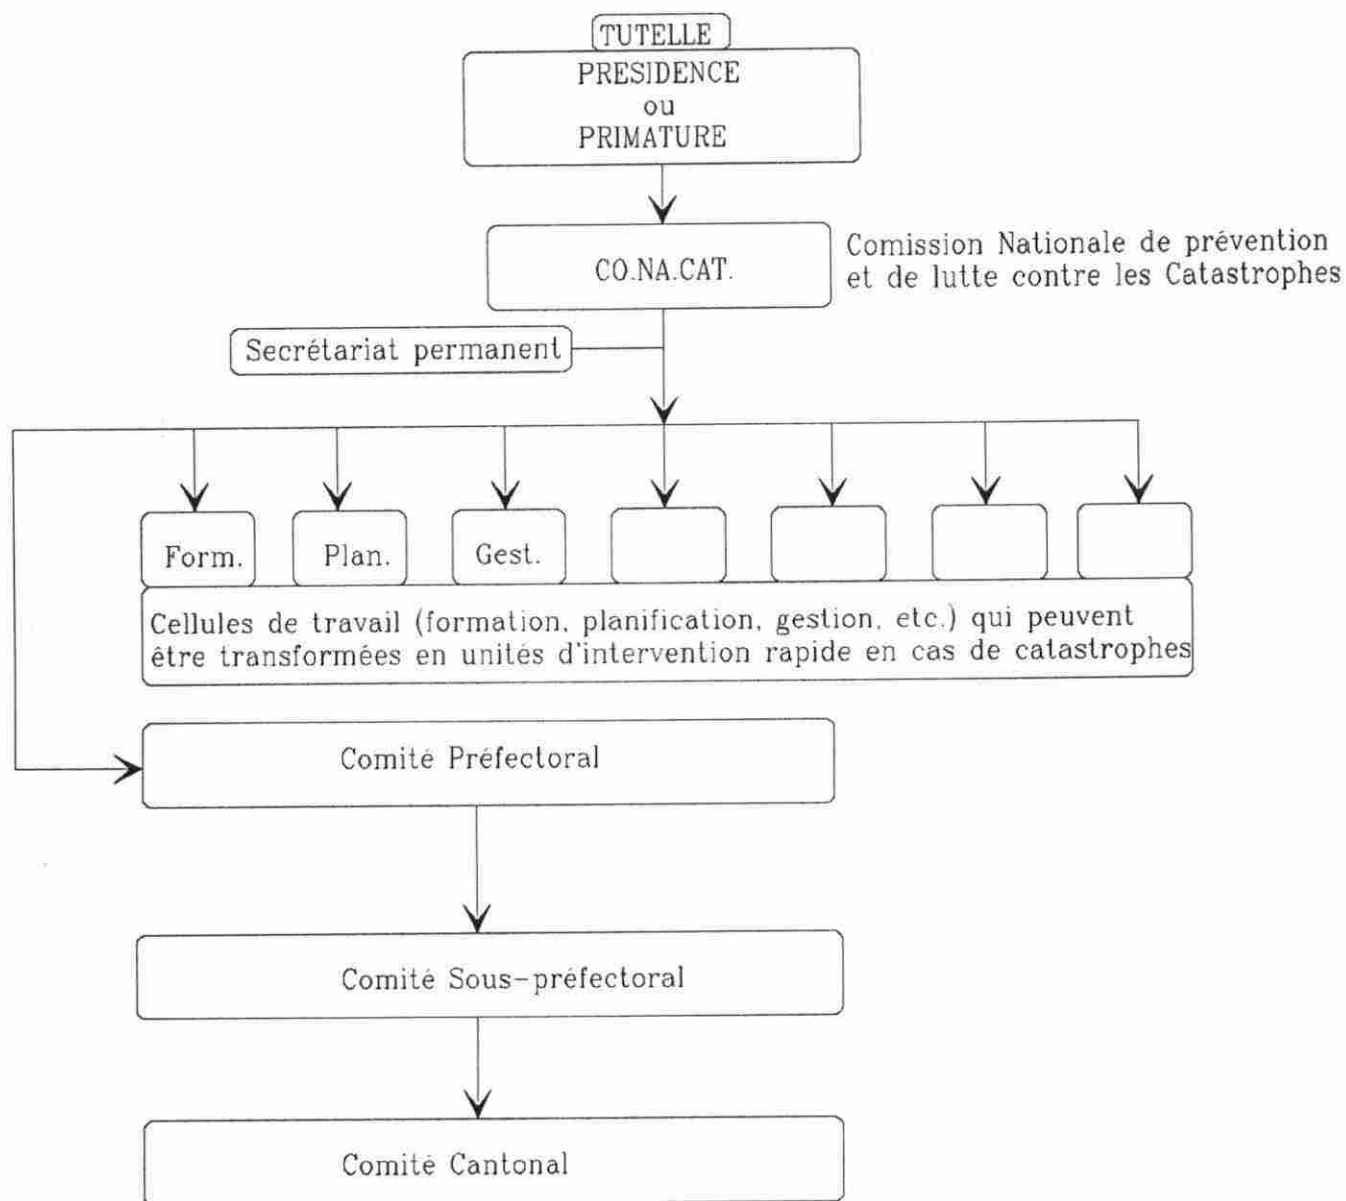 TUTELLE
PRESIDENCE
ou
PRIMATURE
CO.NA.CAT.
Comission Nationale de prévention
et de lutte contre les Catastrophes
Secrétariat permanent
Form.
Plan.
Gest.
Cellules de travail (formation, planification, gestion, etc.) qui peuvent
être transformées en unités d'intervention rapide en cas de catastrophes
Comité Préfectoral
Comité Sous-préfectoral
Comité Cantonal